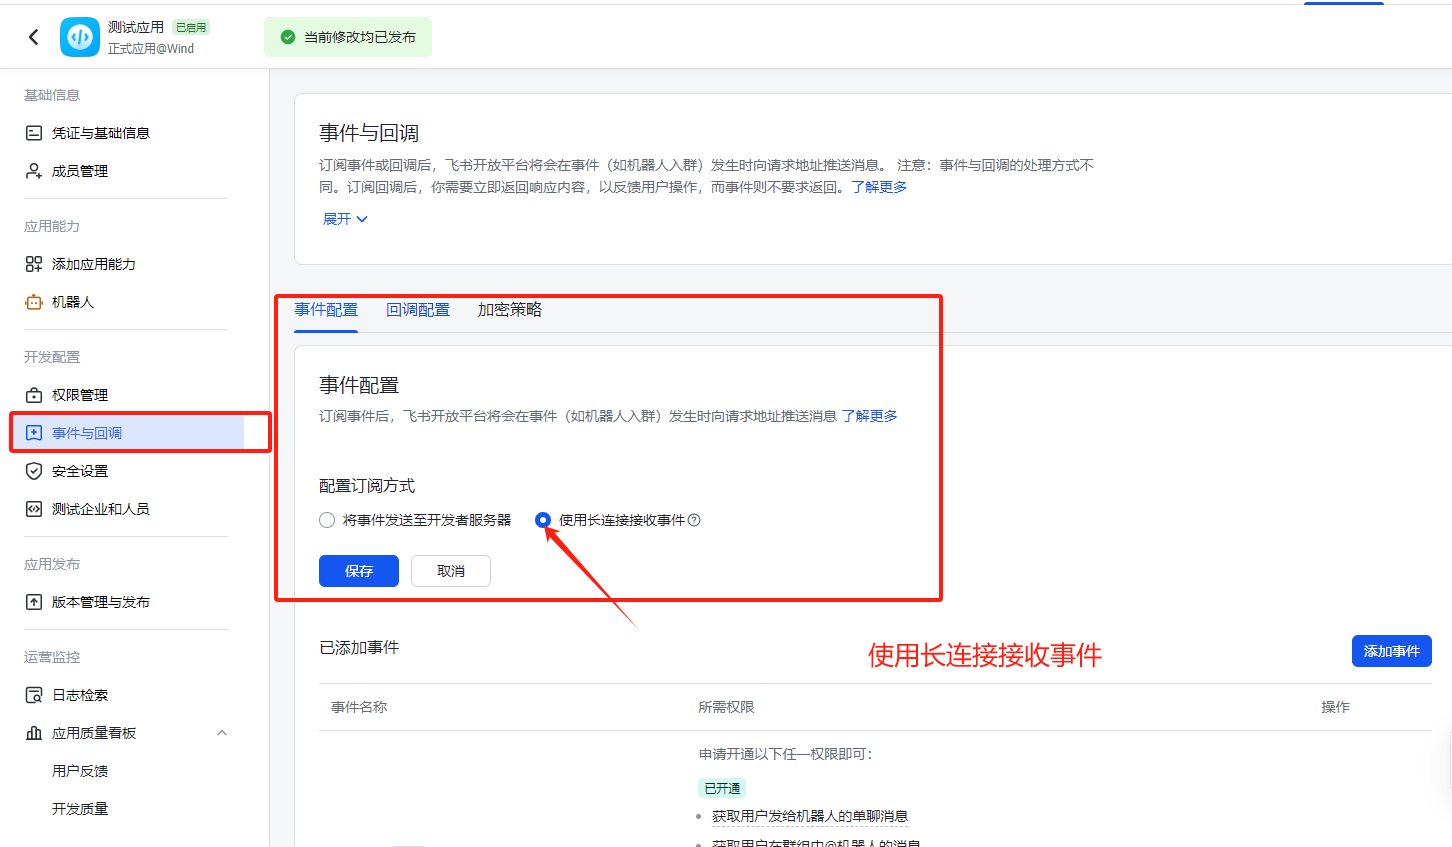 测试应用 已启用
正式应用@Wind
当前修改均已发布
基础信息
凭证与基础信息
成员管理
应用能力
添加应用能力
机器人
开发配置
权限管理
事件与回调
安全设置
测试企业和人员
应用发布
版本管理与发布
运营监控
日志检索
应用质量看板
用户反馈
开发质量
事件与回调
订阅事件或回调后，飞书开放平台将会在事件（如机器人入群）发生时向请求地址推送消息。 注意：事件与回调的处理方式不
同。订阅回调后，你需要立即返回响应内容，以反馈用户操作，而事件则不要求返回。了解更多
展开
事件配置 回调配置 加密策略
事件配置
订阅事件后，飞书开放平台将会在事件（如机器人入群）发生时向请求地址推送消息 了解更多
配置订阅方式
将事件发送至开发者服务器 使用长连接接收事件
保存 取消
使用长连接接收事件
已添加事件 添加事件
事件名称 所需权限 操作
申请开通以下任一权限即可：
已开通
获取用户发给机器人的单聊消息
获取用户在群组中@机器人的消息